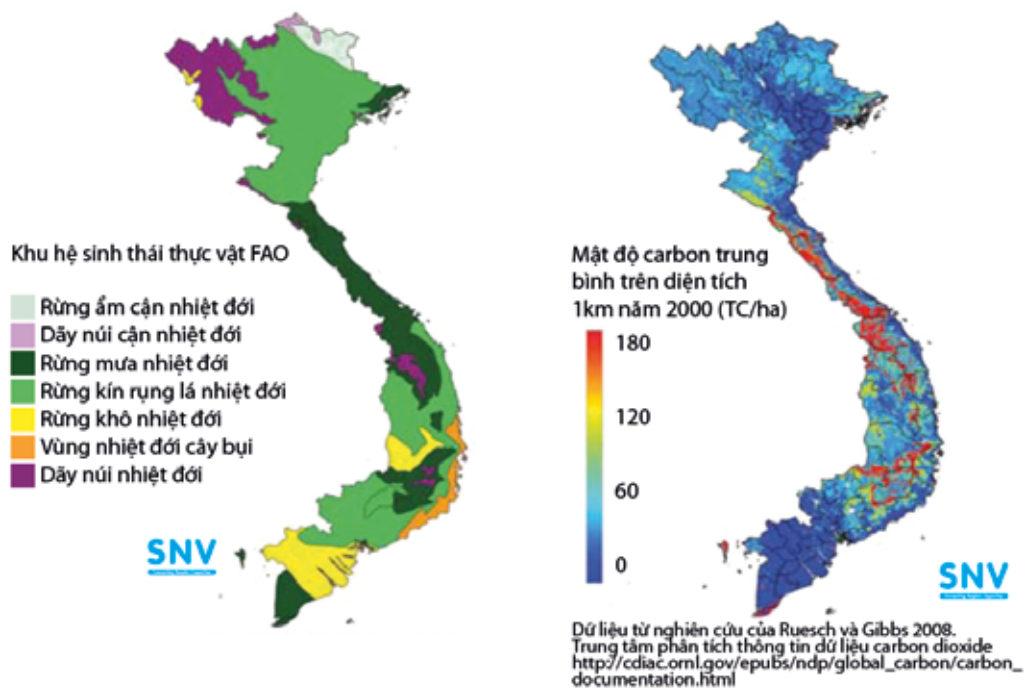 Khu hệ sinh thái thực vật FAO
Rừng ẩm cận nhiệt đới
Dãy núi cận nhiệt đới
Rừng mưa nhiệt đới
Rừng kín rụng lá nhiệt đới
Rừng khô nhiệt đới
Vùng nhiệt đới cây bụi
Dãy núi nhiệt đới
SNV
Mật độ carbon trung
bình trên diện tích
1km năm 2000 (TC/ha)
180
120
60
0
SNV
Dữ liệu từ nghiên cứu của Ruesch và Gibbs 2008.
Trung tâm phân tích thông tin dữ liệu carbon dioxide
http://cdiac.ornl.gov/epubs/ndp/global_carbon/carbon_
documentation.html